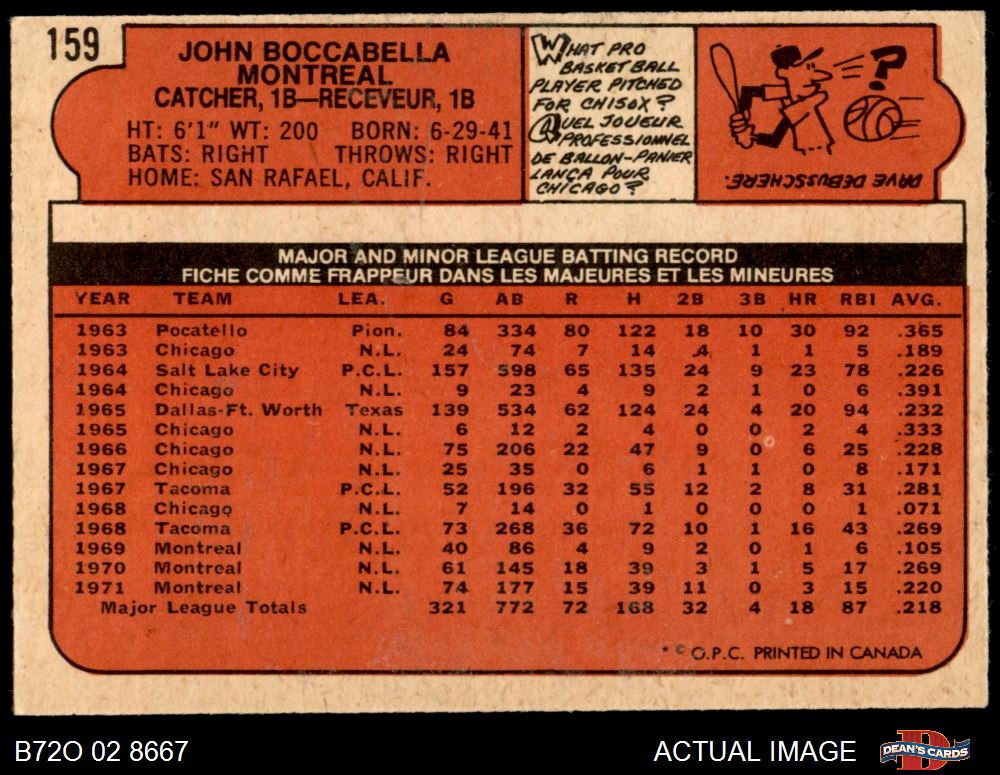 159
JOHN BOCCABELLA
MONTREAL
CATCHER, 1B—RECEVEUR, 1B
HT: 6'1" WT: 200 BORN: 6-29-41
BATS: RIGHT THROWS: RIGHT
HOME: SAN RAFAEL, CALIF.
WHAT PRO
BASKETBALL
PLAYER PITCHED
FOR CHISOX?
QUEL JOUEUR
PROFESSIONNEL
DE BALLON-PANIER
LANÇA POUR
CHICAGO?
?
DAVE DEBUSSCHERE.
MAJOR AND MINOR LEAGUE BATTING RECORD
FICHE COMME FRAPPEUR DANS LES MAJEURES ET LES MINEURES
YEAR TEAM LEA. G AB R H 2B 3B HR RBI AVG.
1963 Pocatello Pion. 84 334 80 122 18 10 30 92 .365
1963 Chicago N.L. 24 74 7 14 4 1 1 5 .189
1964 Salt Lake City P.C.L. 157 598 65 135 24 9 23 78 .226
1964 Chicago N.L. 9 23 4 9 2 1 0 6 .391
1965 Dallas-Ft. Worth Texas 139 534 62 124 24 4 20 94 .232
1965 Chicago N.L. 6 12 2 4 0 0 2 4 .333
1966 Chicago N.L. 75 206 22 47 9 0 6 25 .228
1967 Chicago N.L. 25 35 0 6 1 1 0 8 .171
1967 Tacoma P.C.L. 52 196 32 55 12 2 8 31 .281
1968 Chicago N.L. 7 14 0 1 0 0 0 1 .071
1968 Tacoma P.C.L. 73 268 36 72 10 1 16 43 .269
1969 Montreal N.L. 40 86 4 9 2 0 1 6 .105
1970 Montreal N.L. 61 145 18 39 3 1 5 17 .269
1971 Montreal N.L. 74 177 15 39 11 0 3 15 .220
Major League Totals 321 772 72 168 32 4 18 87 .218
* © O.P.C. PRINTED IN CANADA
B72O 02 8667
ACTUAL IMAGE
D
DEAN'S CARDS